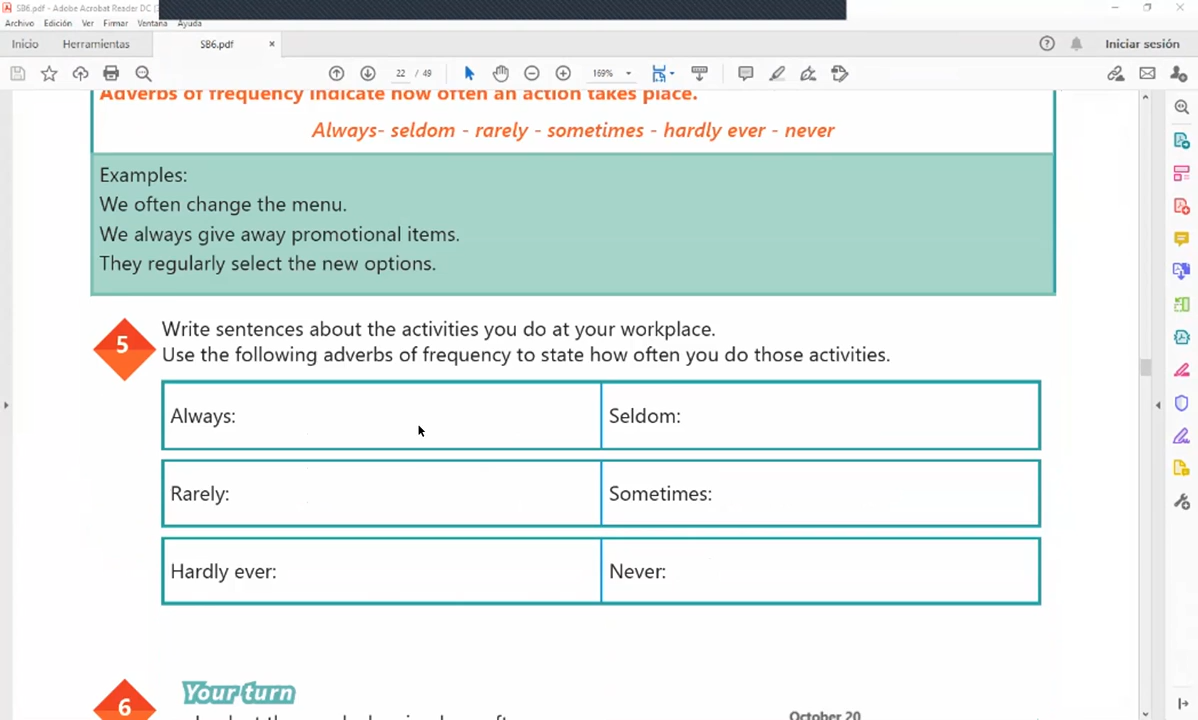 SB6.pdf - Adobe Acrobat Reader DC (
Archivo Edición Ver Firmar Ventana Ayuda
Inicio Herramientas SB6.pdf × Iniciar sesión
22 / 49 169%
Adverbs of frequency indicate how often an action takes place.
Always- seldom - rarely - sometimes - hardly ever - never
Examples:
We often change the menu.
We always give away promotional items.
They regularly select the new options.
5 Write sentences about the activities you do at your workplace.
Use the following adverbs of frequency to state how often you do those activities.
Always: Seldom:
Rarely: Sometimes:
Hardly ever: Never:
6 Your turn
October 20